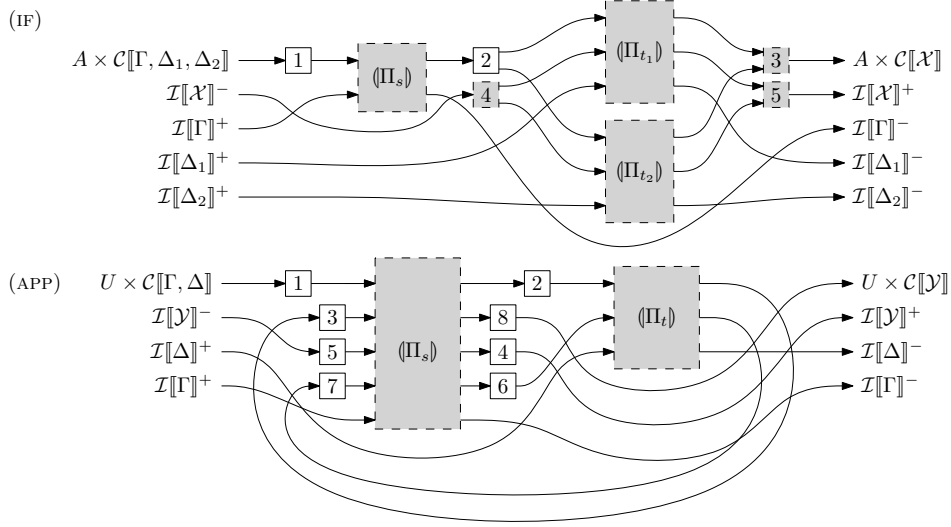 (IF)
A × 𝒞⟦Γ, Δ₁, Δ₂⟧ 1 ⦇Π_s⦈ 2 ⦇Π_{t₁}⦈ 3 A × 𝒞⟦𝒳⟧
ℐ⟦𝒳⟧⁻ 4 5 ℐ⟦𝒳⟧⁺
ℐ⟦Γ⟧⁺ ℐ⟦Γ⟧⁻
ℐ⟦Δ₁⟧⁺ ⦇Π_{t₂}⦈ ℐ⟦Δ₁⟧⁻
ℐ⟦Δ₂⟧⁺ ℐ⟦Δ₂⟧⁻
(APP) U × 𝒞⟦Γ, Δ⟧ 1 2 U × 𝒞⟦𝒴⟧
ℐ⟦𝒴⟧⁻ 3 8 ⦇Π_t⦈ ℐ⟦𝒴⟧⁺
ℐ⟦Δ⟧⁺ 5 ⦇Π_s⦈ 4 ℐ⟦Δ⟧⁻
ℐ⟦Γ⟧⁺ 7 6 ℐ⟦Γ⟧⁻